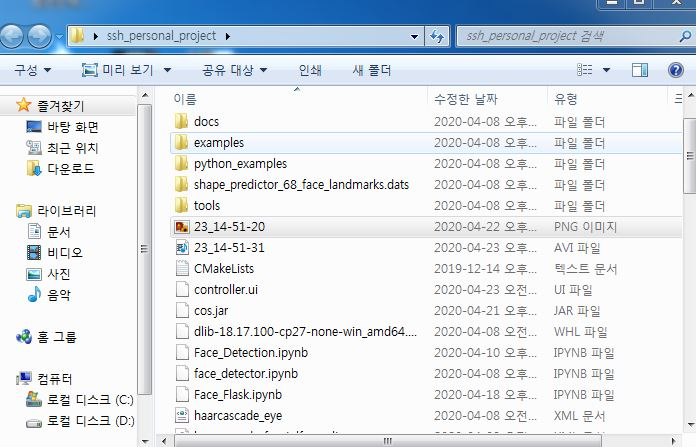 ssh_personal_project
ssh_personal_project 검색
구성
미리 보기
공유 대상
인쇄
새 폴더
즐겨찾기
바탕 화면
최근 위치
다운로드
라이브러리
문서
비디오
사진
음악
홈 그룹
컴퓨터
로컬 디스크 (C:)
로컬 디스크 (D:)
이름 수정한 날짜 유형
docs 2020-04-08 오후... 파일 폴더
examples 2020-04-08 오후... 파일 폴더
python_examples 2020-04-08 오후... 파일 폴더
shape_predictor_68_face_landmarks.dats 2020-04-08 오후... 파일 폴더
tools 2020-04-08 오후... 파일 폴더
23_14-51-20 2020-04-22 오후... PNG 이미지
23_14-51-31 2020-04-23 오후... AVI 파일
CMakeLists 2019-12-14 오후... 텍스트 문서
controller.ui 2020-04-23 오전... UI 파일
cos.jar 2020-04-21 오후... JAR 파일
dlib-18.17.100-cp27-none-win_amd64.... 2020-04-08 오전... WHL 파일
Face_Detection.ipynb 2020-04-10 오후... IPYNB 파일
face_detector.ipynb 2020-04-08 오후... IPYNB 파일
Face_Flask.ipynb 2020-04-18 오후... IPYNB 파일
haarcascade_eye 2020-04-08 오후... XML 문서